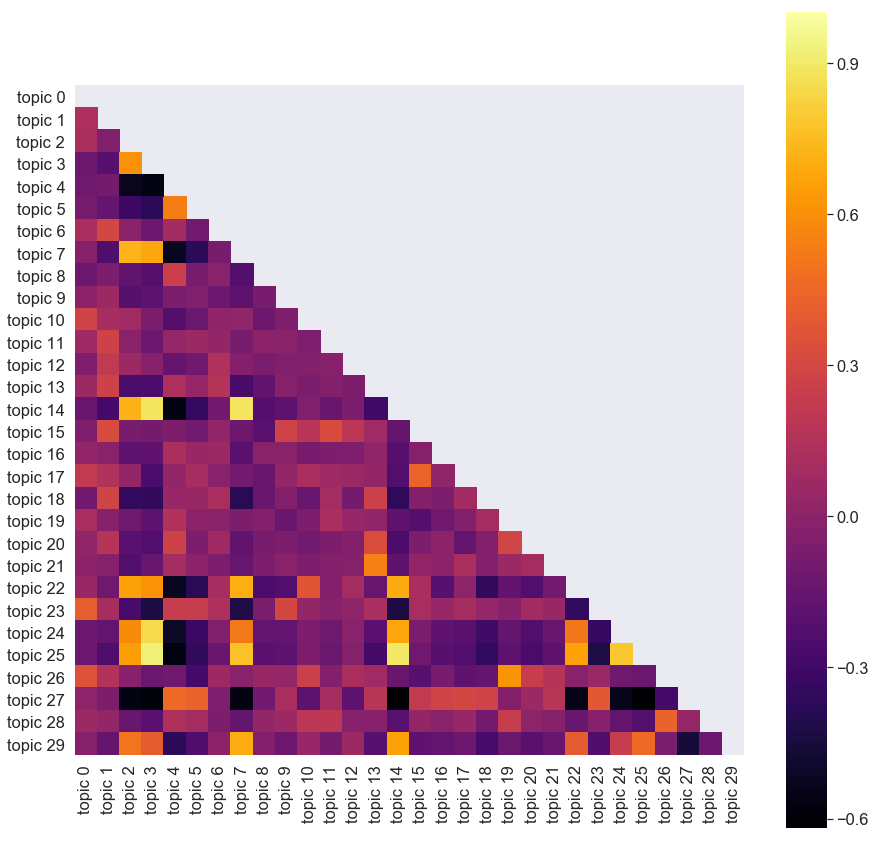 topic 0
topic 1
topic 2
topic 3
topic 4
topic 5
topic 6
topic 7
topic 8
topic 9
topic 10
topic 11
topic 12
topic 13
topic 14
topic 15
topic 16
topic 17
topic 18
topic 19
topic 20
topic 21
topic 22
topic 23
topic 24
topic 25
topic 26
topic 27
topic 28
topic 29
topic 0
topic 1
topic 2
topic 3
topic 4
topic 5
topic 6
topic 7
topic 8
topic 9
topic 10
topic 11
topic 12
topic 13
topic 14
topic 15
topic 16
topic 17
topic 18
topic 19
topic 20
topic 21
topic 22
topic 23
topic 24
topic 25
topic 26
topic 27
topic 28
topic 29
0.9
0.6
0.3
0.0
−0.3
−0.6